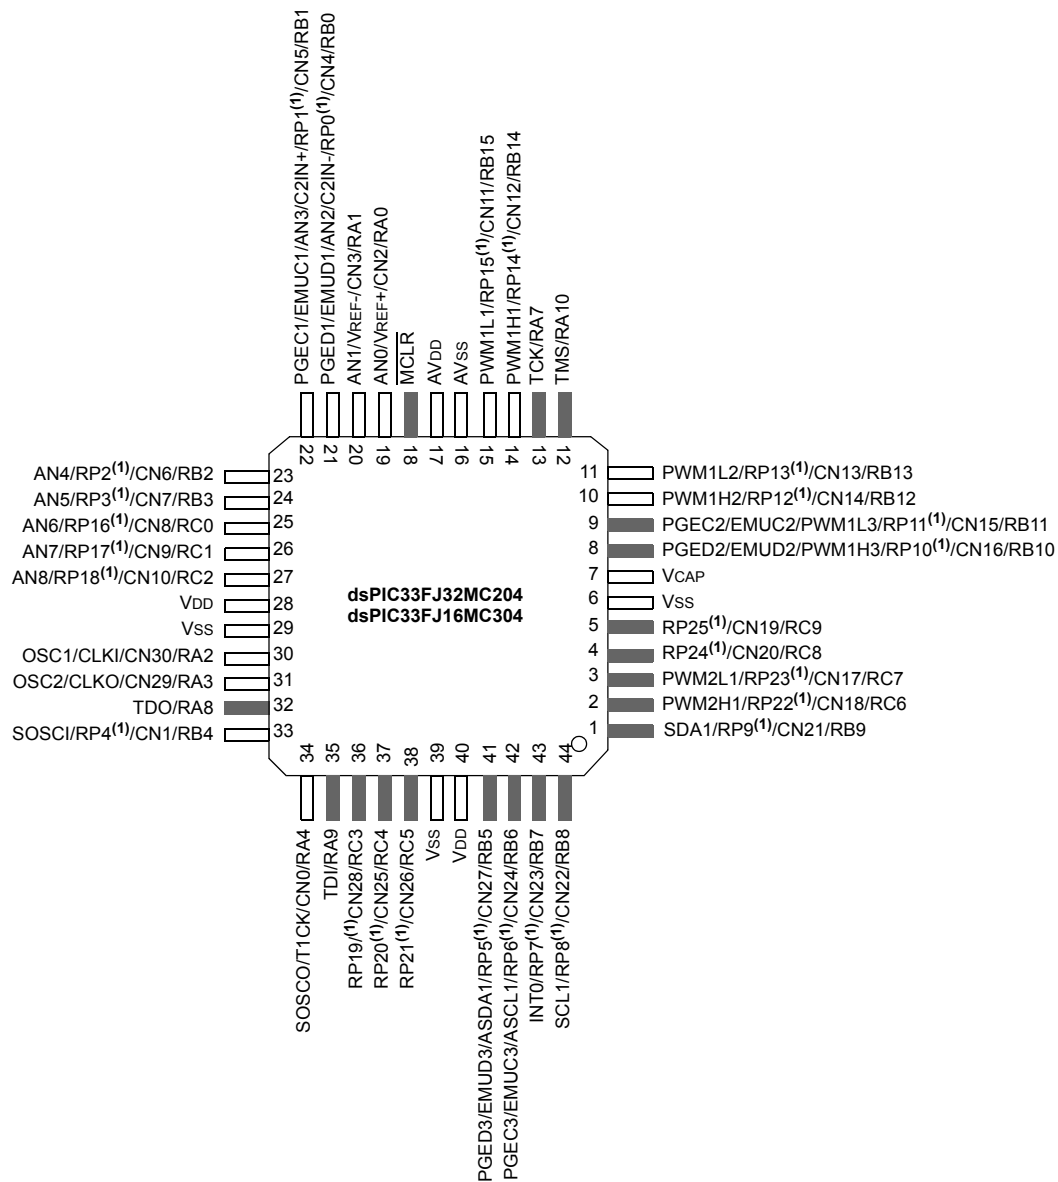 PGEC1/EMUC1/AN3/C2IN+/RP1(1)/CN5/RB1
PGED1/EMUD1/AN2/C2IN-/RP0(1)/CN4/RB0
AN1/VREF-/CN3/RA1
AN0/VREF+/CN2/RA0
MCLR
AVDD
AVSS
PWM1L1/RP15(1)/CN11/RB15
PWM1H1/RP14(1)/CN12/RB14
TCK/RA7
TMS/RA10
22
21
20
19
18
17
16
15
14
13
12
AN4/RP2(1)/CN6/RB2 23
AN5/RP3(1)/CN7/RB3 24
AN6/RP16(1)/CN8/RC0 25
AN7/RP17(1)/CN9/RC1 26
AN8/RP18(1)/CN10/RC2 27
VDD 28
VSS 29
OSC1/CLKI/CN30/RA2 30
OSC2/CLKO/CN29/RA3 31
TDO/RA8 32
SOSCI/RP4(1)/CN1/RB4 33
dsPIC33FJ32MC204
dsPIC33FJ16MC304
11 PWM1L2/RP13(1)/CN13/RB13
10 PWM1H2/RP12(1)/CN14/RB12
9 PGEC2/EMUC2/PWM1L3/RP11(1)/CN15/RB11
8 PGED2/EMUD2/PWM1H3/RP10(1)/CN16/RB10
7 VCAP
6 VSS
5 RP25(1)/CN19/RC9
4 RP24(1)/CN20/RC8
3 PWM2L1/RP23(1)/CN17/RC7
2 PWM2H1/RP22(1)/CN18/RC6
1 SDA1/RP9(1)/CN21/RB9
34
35
36
37
38
39
40
41
42
43
44
SOSCO/T1CK/CN0/RA4
TDI/RA9
RP19/(1)CN28/RC3
RP20(1)/CN25/RC4
RP21(1)/CN26/RC5
VSS
VDD
PGED3/EMUD3/ASDA1/RP5(1)/CN27/RB5
PGEC3/EMUC3/ASCL1/RP6(1)/CN24/RB6
INT0/RP7(1)/CN23/RB7
SCL1/RP8(1)/CN22/RB8